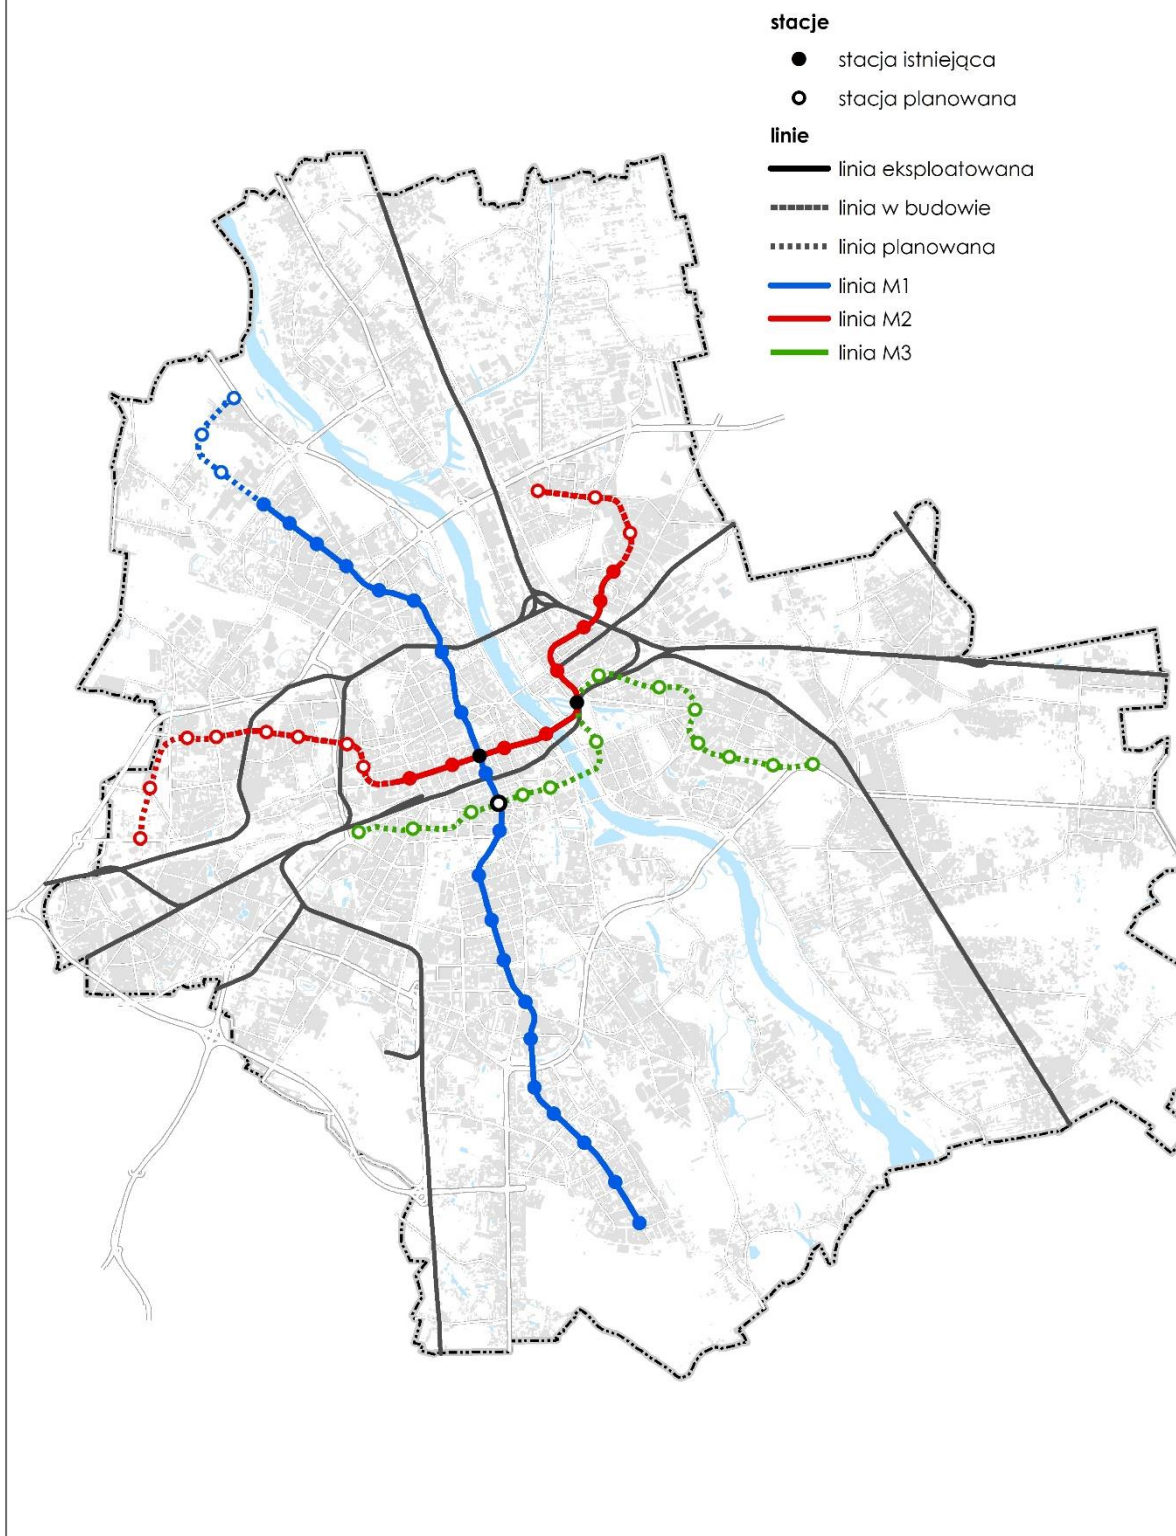 stacje
stacja istniejąca
stacja planowana
linie
linia eksploatowana
linia w budowie
linia planowana
linia M1
linia M2
linia M3